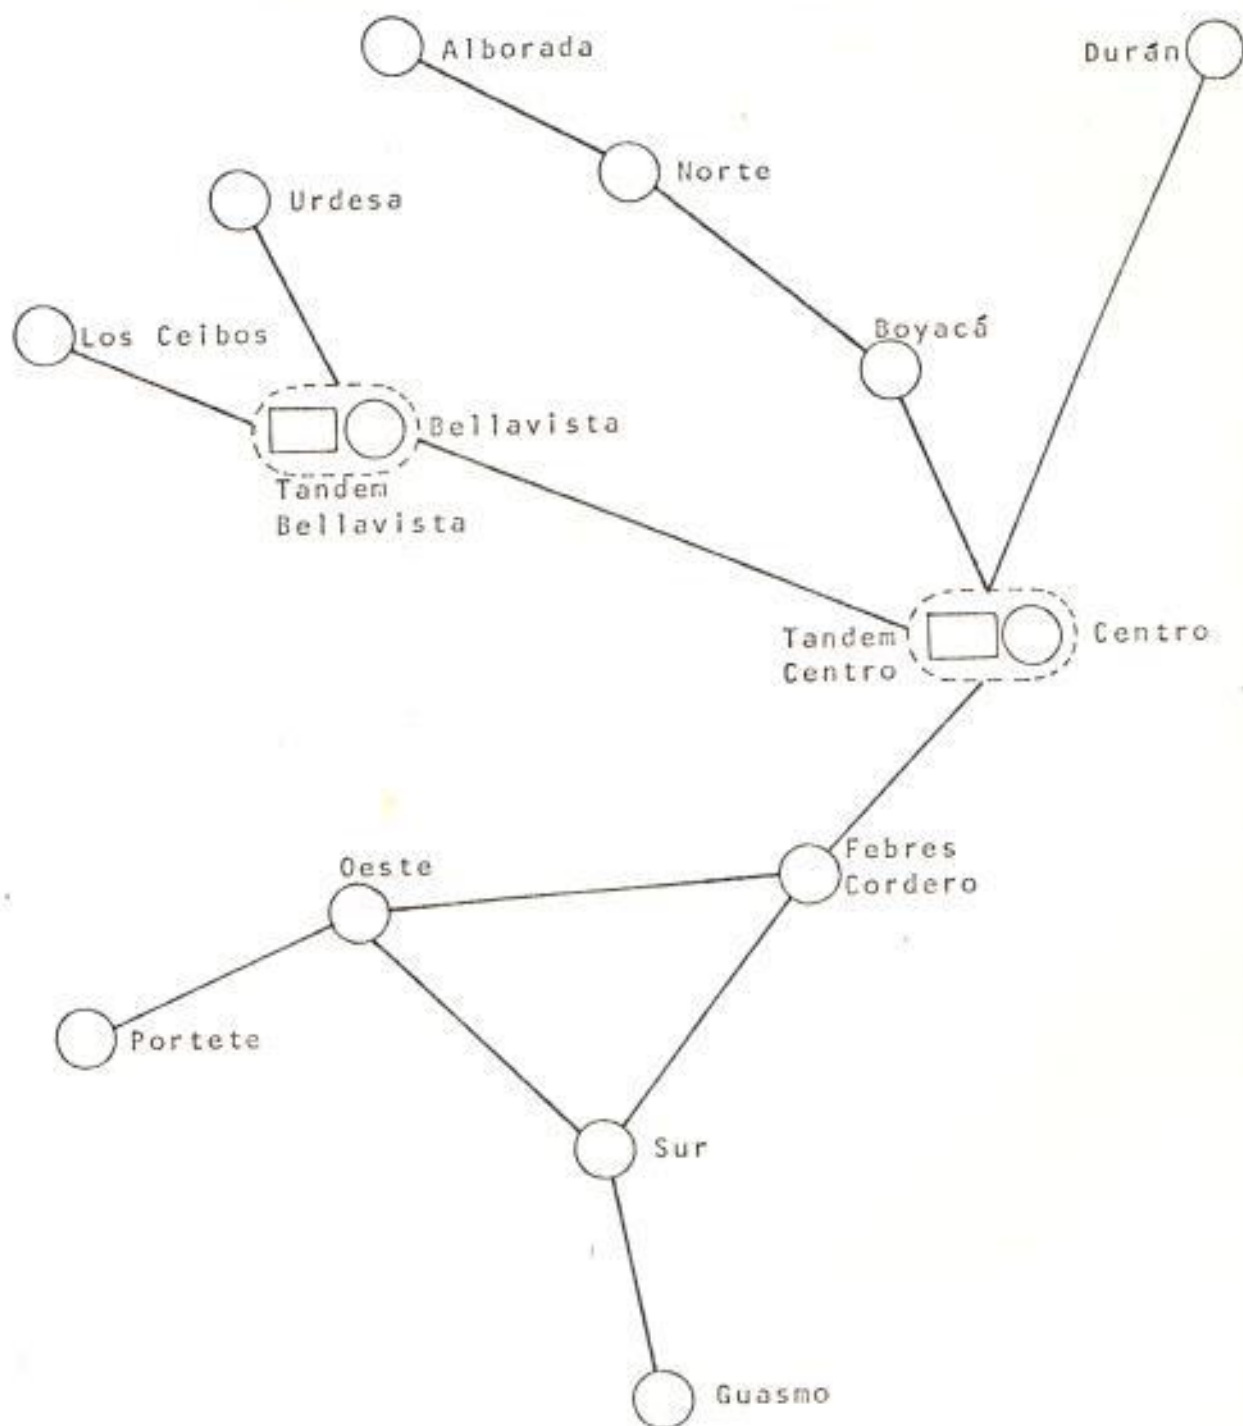 Alborada
Durán
Norte
Urdesa
Boyacá
Los Ceibos
Bellavista
Tandem
Bellavista
Tandem
Centro
Centro
Febres
Cordero
Oeste
Portete
Sur
Guasmo